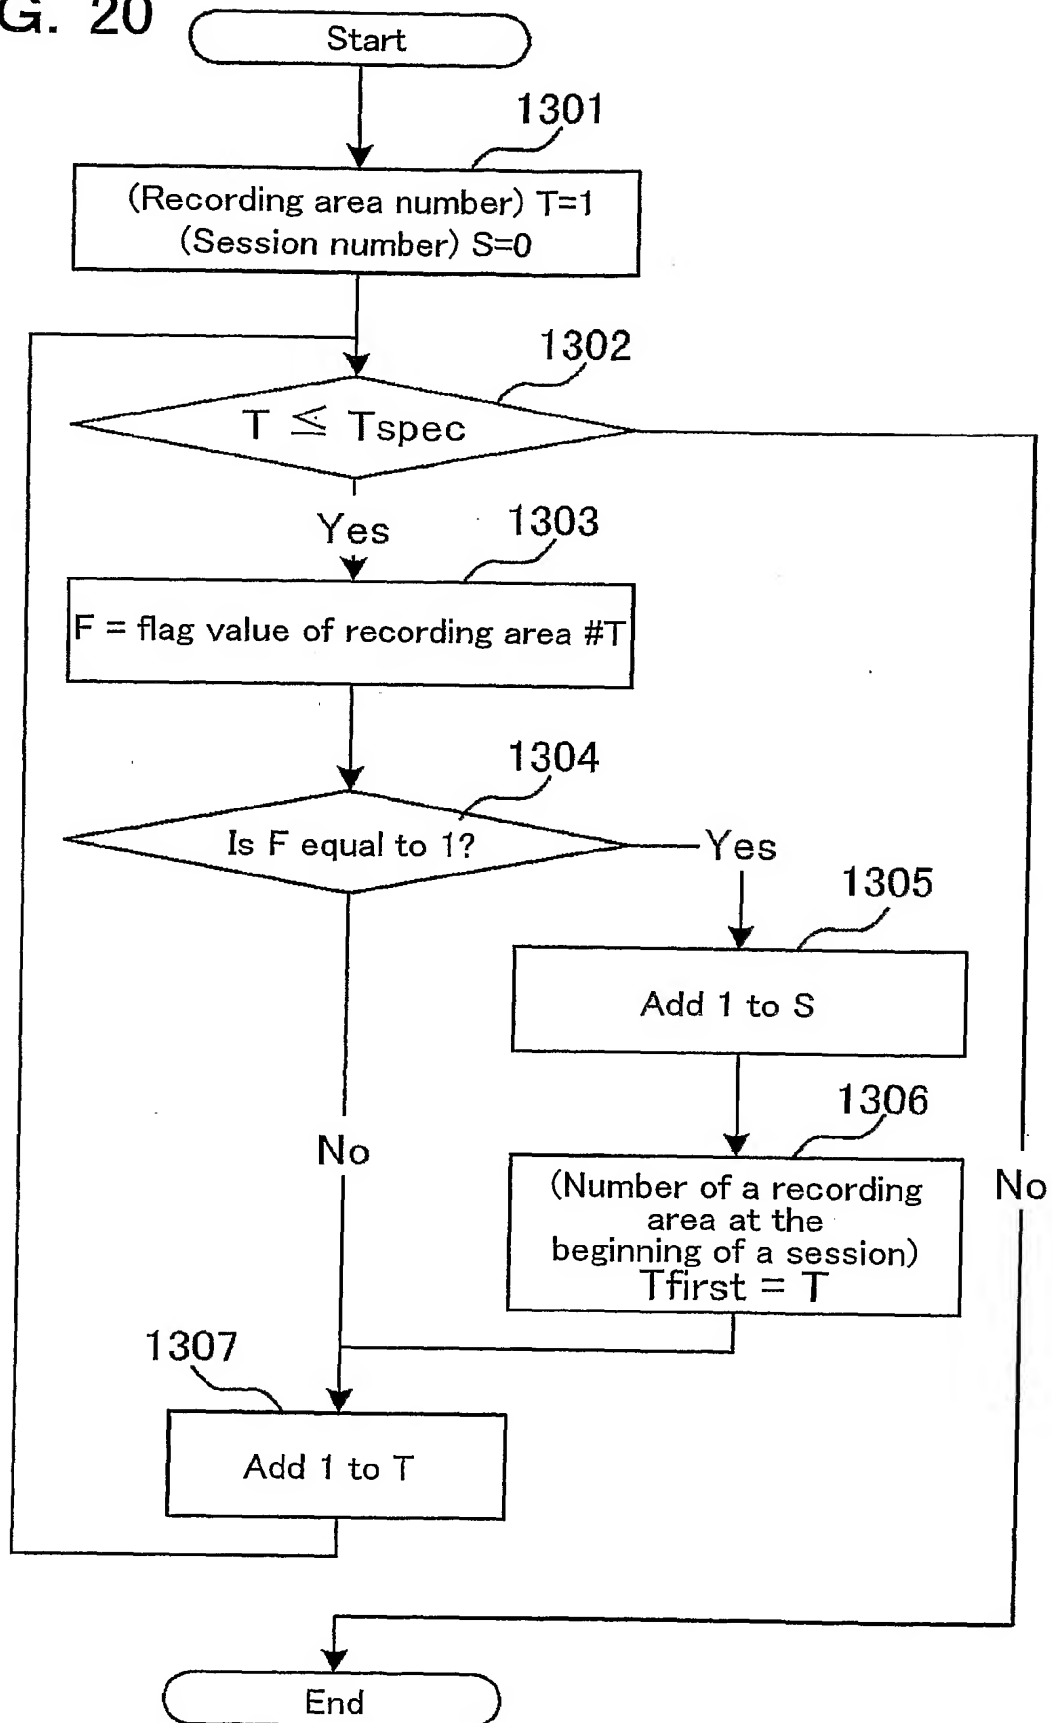 G. 20
Start
1301
(Recording area number) T=1
(Session number) S=0
1302
T ≦ Tspec
Yes
1303
F = flag value of recording area #T
1304
Is F equal to 1?
Yes
1305
Add 1 to S
1306
No
(Number of a recording
area at the
beginning of a session)
Tfirst = T
No
1307
Add 1 to T
End